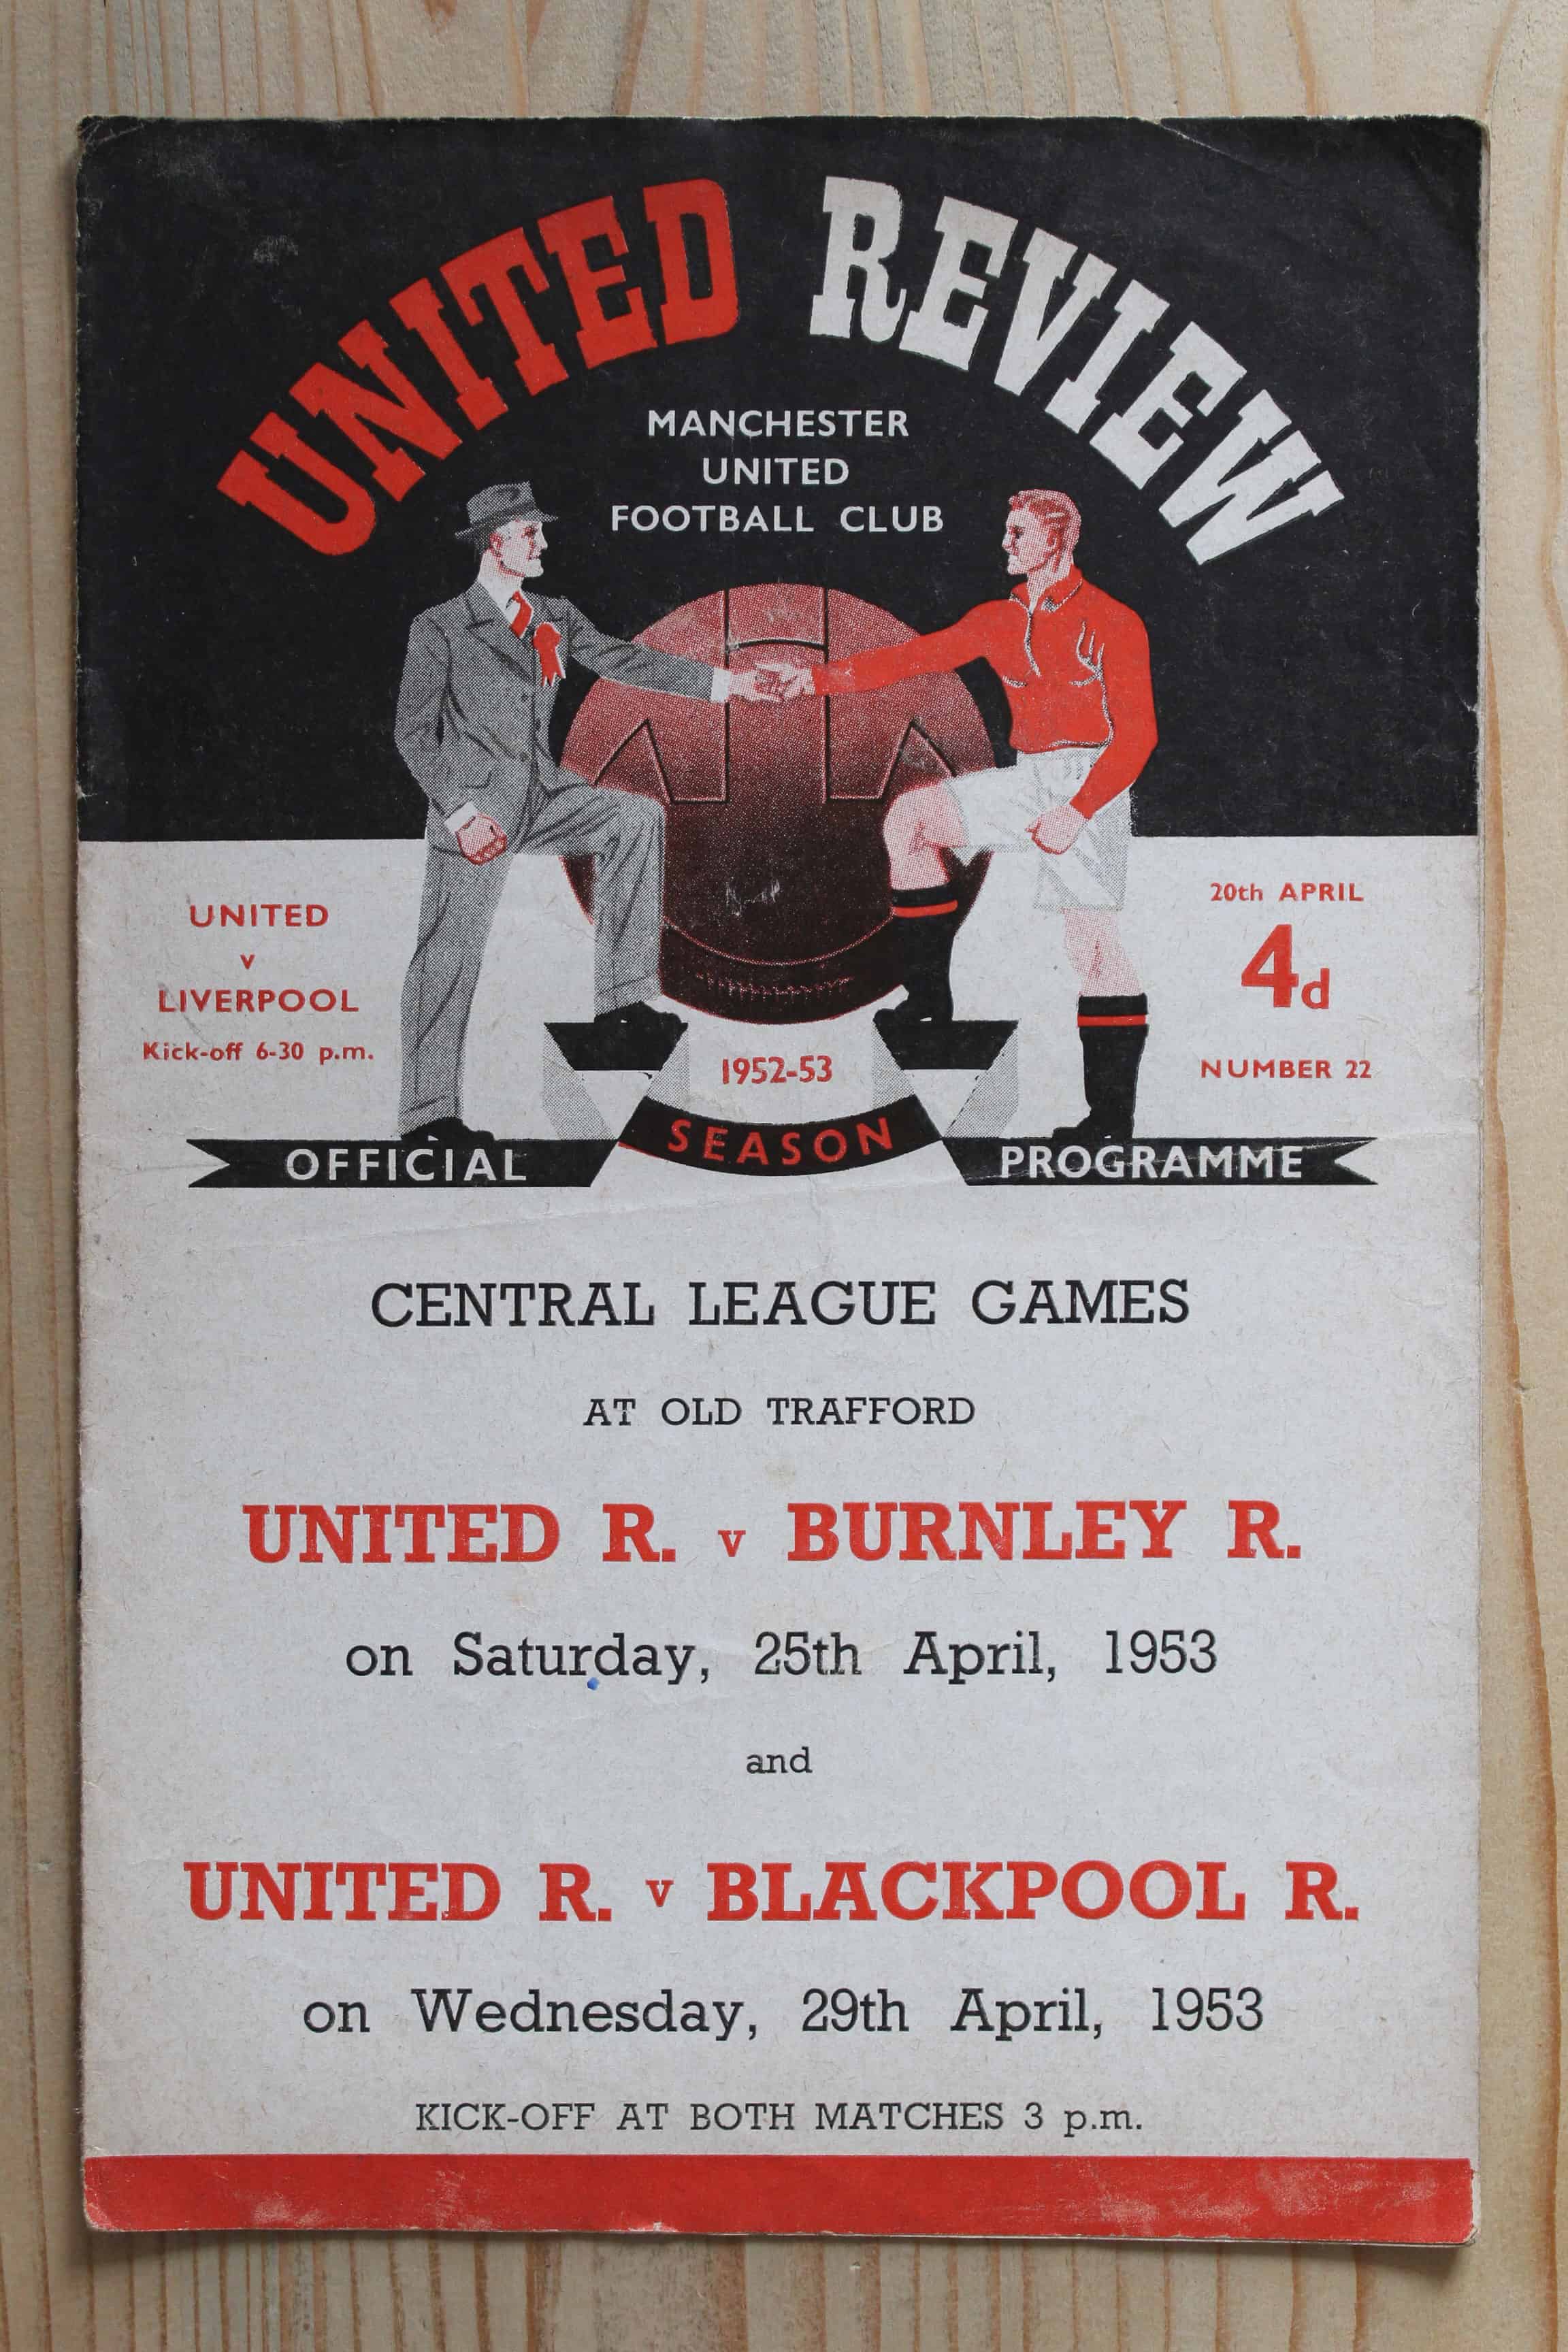 UNITED REVIEW
MANCHESTER
UNITED
FOOTBALL CLUB
UNITED
v
LIVERPOOL
Kick-off 6-30 p.m.
20th APRIL
4d
NUMBER 22
1952-53
OFFICIAL SEASON PROGRAMME
CENTRAL LEAGUE GAMES
AT OLD TRAFFORD
UNITED R. v BURNLEY R.
on Saturday, 25th April, 1953
and
UNITED R. v BLACKPOOL R.
on Wednesday, 29th April, 1953
KICK-OFF AT BOTH MATCHES 3 p.m.